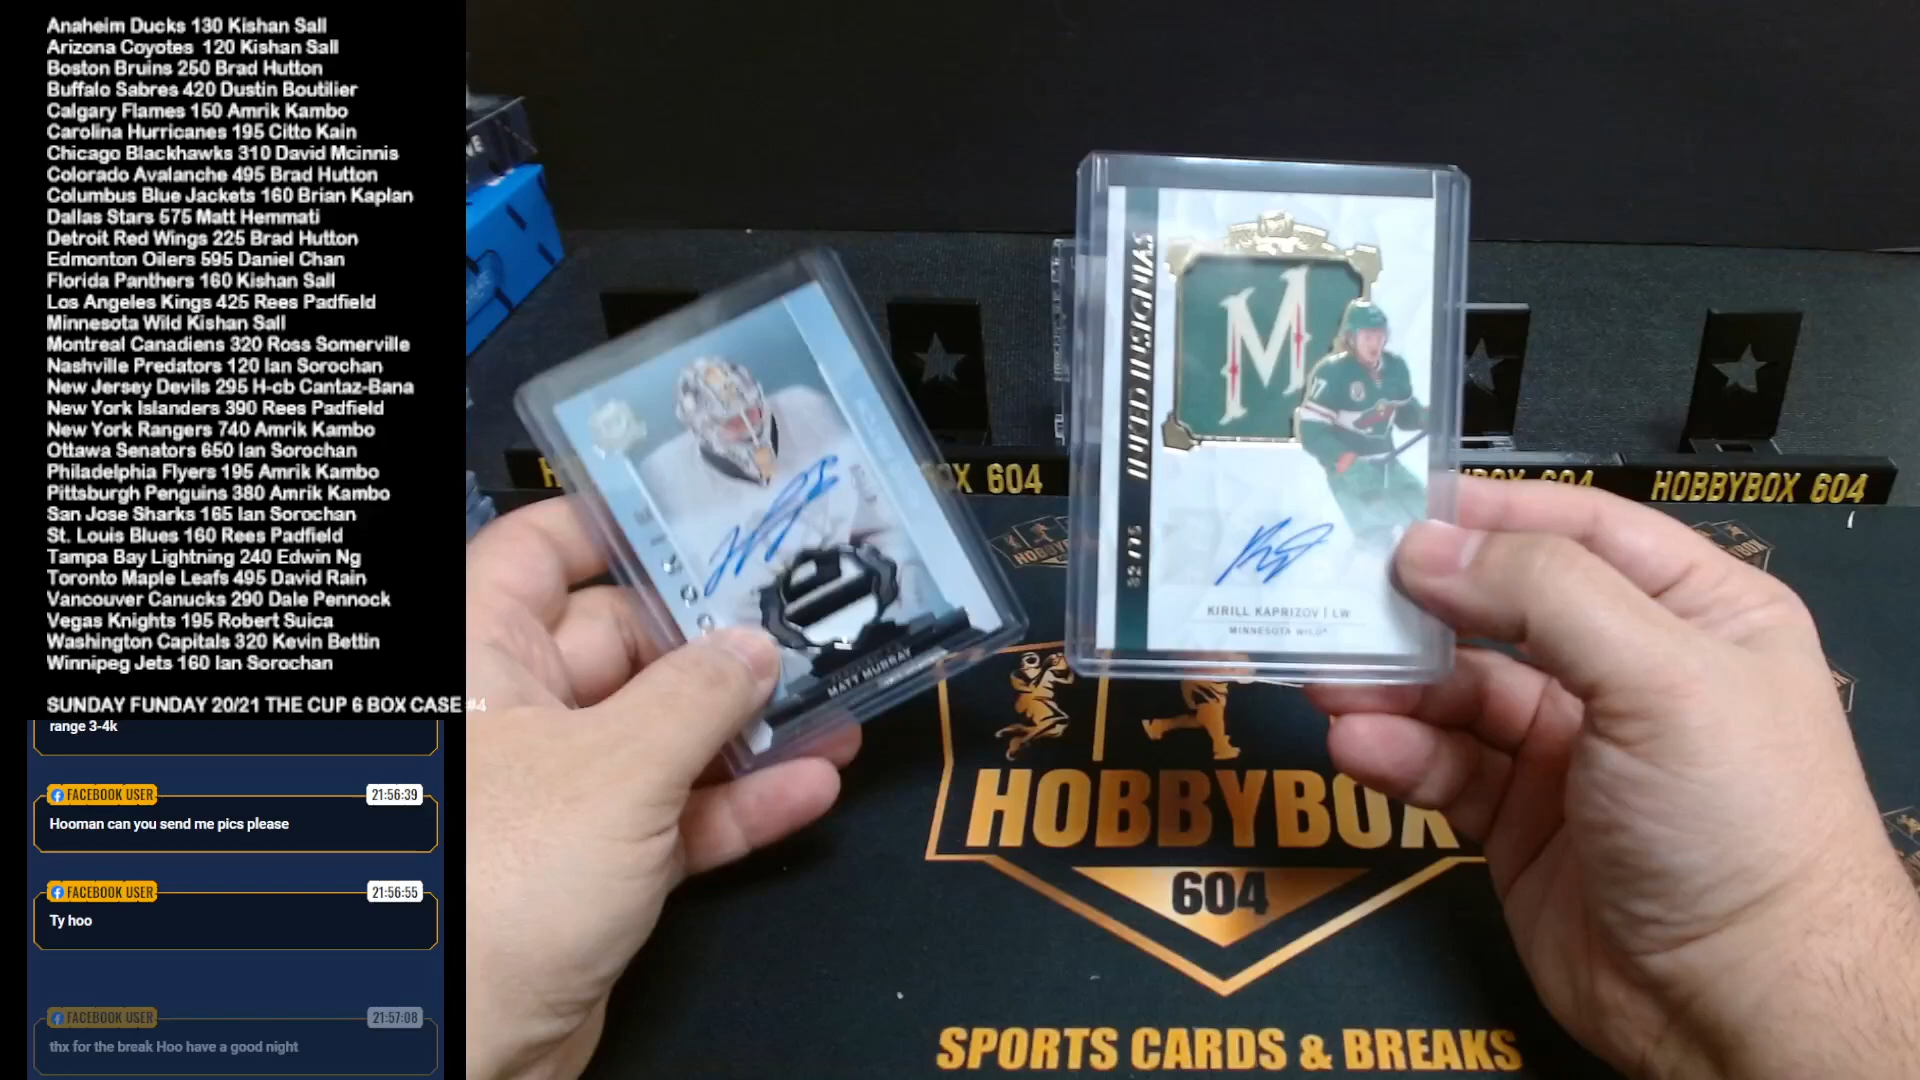 Anaheim Ducks 130 Kishan Sall
Arizona Coyotes 120 Kishan Sall
Boston Bruins 250 Brad Hutton
Buffalo Sabres 420 Dustin Boutilier
Calgary Flames 150 Amrik Kambo
Carolina Hurricanes 195 Citto Kain
Chicago Blackhawks 310 David Mcinnis
Colorado Avalanche 495 Brad Hutton
Columbus Blue Jackets 160 Brian Kaplan
Dallas Stars 575 Matt Hemmati
Detroit Red Wings 225 Brad Hutton
Edmonton Oilers 595 Daniel Chan
Florida Panthers 160 Kishan Sall
Los Angeles Kings 425 Rees Padfield
Minnesota Wild Kishan Sall
Montreal Canadiens 320 Ross Somerville
Nashville Predators 120 Ian Sorochan
New Jersey Devils 295 H-cb Cantaz-Bana
New York Islanders 390 Rees Padfield
New York Rangers 740 Amrik Kambo
Ottawa Senators 650 Ian Sorochan
Philadelphia Flyers 195 Amrik Kambo
Pittsburgh Penguins 380 Amrik Kambo
San Jose Sharks 165 Ian Sorochan
St. Louis Blues 160 Rees Padfield
Tampa Bay Lightning 240 Edwin Ng
Toronto Maple Leafs 495 David Rain
Vancouver Canucks 290 Dale Pennock
Vegas Knights 195 Robert Suica
Washington Capitals 320 Kevin Bettin
Winnipeg Jets 160 Ian Sorochan
SUNDAY FUNDAY 20/21 THE CUP 6 BOX CASE #4
range 3-4k
FACEBOOK USER 21:56:39
Hooman can you send me pics please
FACEBOOK USER 21:56:55
Ty hoo
FACEBOOK USER 21:57:08
thx for the break Hoo have a good night
MATT MURRAY
INKED INSIGNIAS
M
KIRILL KAPRIZOV | LW
MINNESOTA WILD
X 604
BOX 604
HOBBYBOX 604
HOBBYBOX
604
SPORTS CARDS & BREAKS